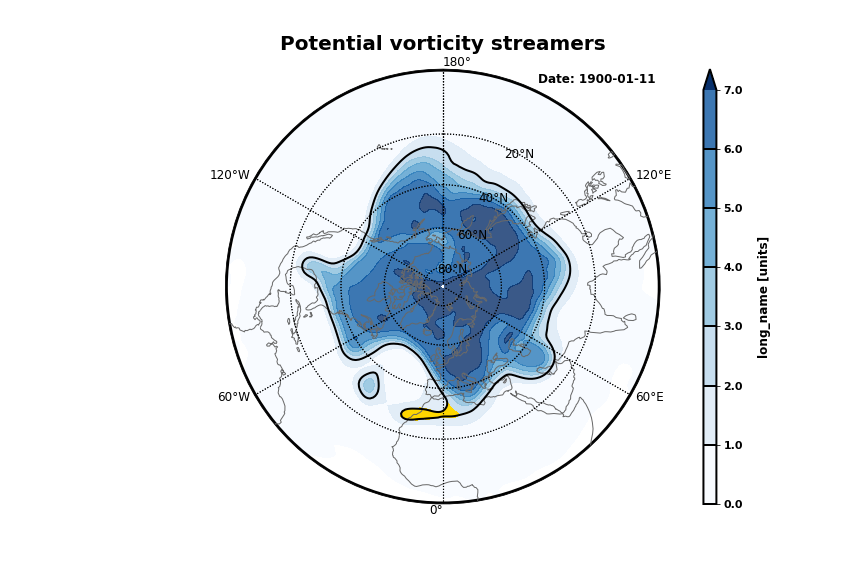 Potential vorticity streamers
180°
Date: 1900-01-11
7.0
20°N
6.0
120°W
120°E
40°N
5.0
60°N
80°N
4.0
long_name [units]
3.0
2.0
60°W
60°E
1.0
0.0
0°